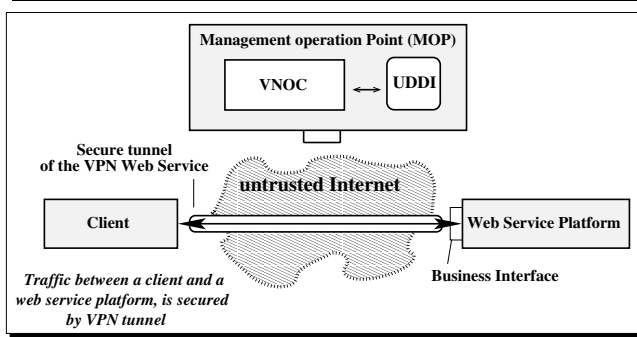 Management operation Point (MOP)
VNOC
UDDI
Secure tunnel
of the VPN Web Service
untrusted Internet
Client
Web Service Platform
Business Interface
Traffic between a client and a
web service platform, is secured
by VPN tunnel